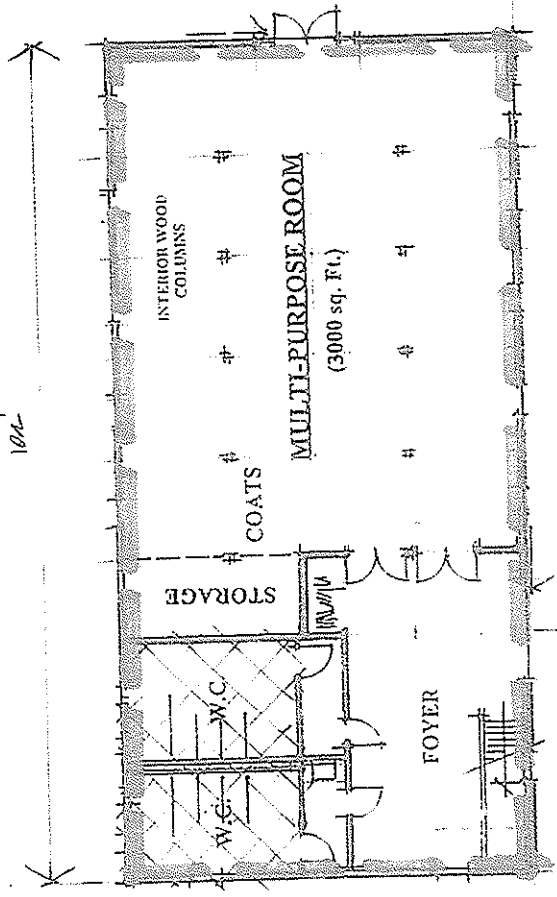 INTERIOR WOOD
COLUMNS
MULTI-PURPOSE ROOM
(3000 sq. Ft.)
COATS
STORAGE
W.C.
W.C.
FOYER